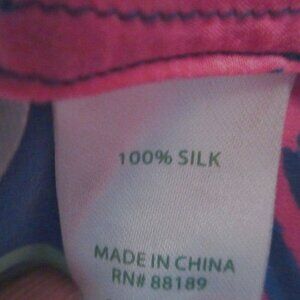 100% SILK
MADE IN CHINA
RN# 88189